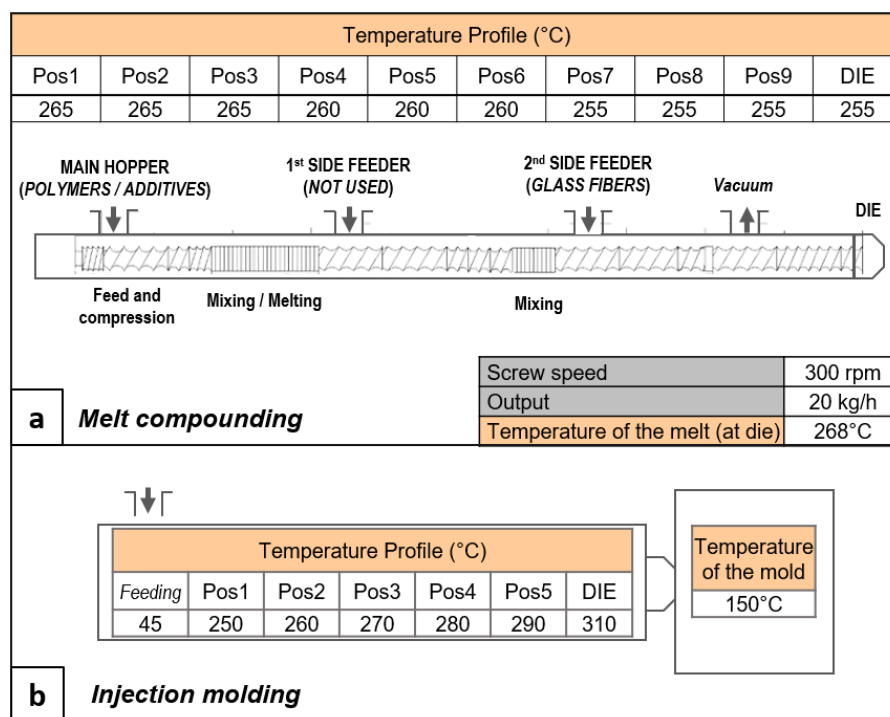 Temperature Profile (°C)
Pos1 Pos2 Pos3 Pos4 Pos5 Pos6 Pos7 Pos8 Pos9 DIE
265 265 265 260 260 260 255 255 255 255
MAIN HOPPER
(POLYMERS / ADDITIVES)
1st SIDE FEEDER
(NOT USED)
2nd SIDE FEEDER
(GLASS FIBERS)
Vacuum
DIE
Feed and
compression
Mixing / Melting
Mixing
Screw speed 300 rpm
Output 20 kg/h
Temperature of the melt (at die) 268°C
a Melt compounding
Temperature Profile (°C)
Feeding Pos1 Pos2 Pos3 Pos4 Pos5 DIE
45 250 260 270 280 290 310
Temperature
of the mold
150°C
b Injection molding